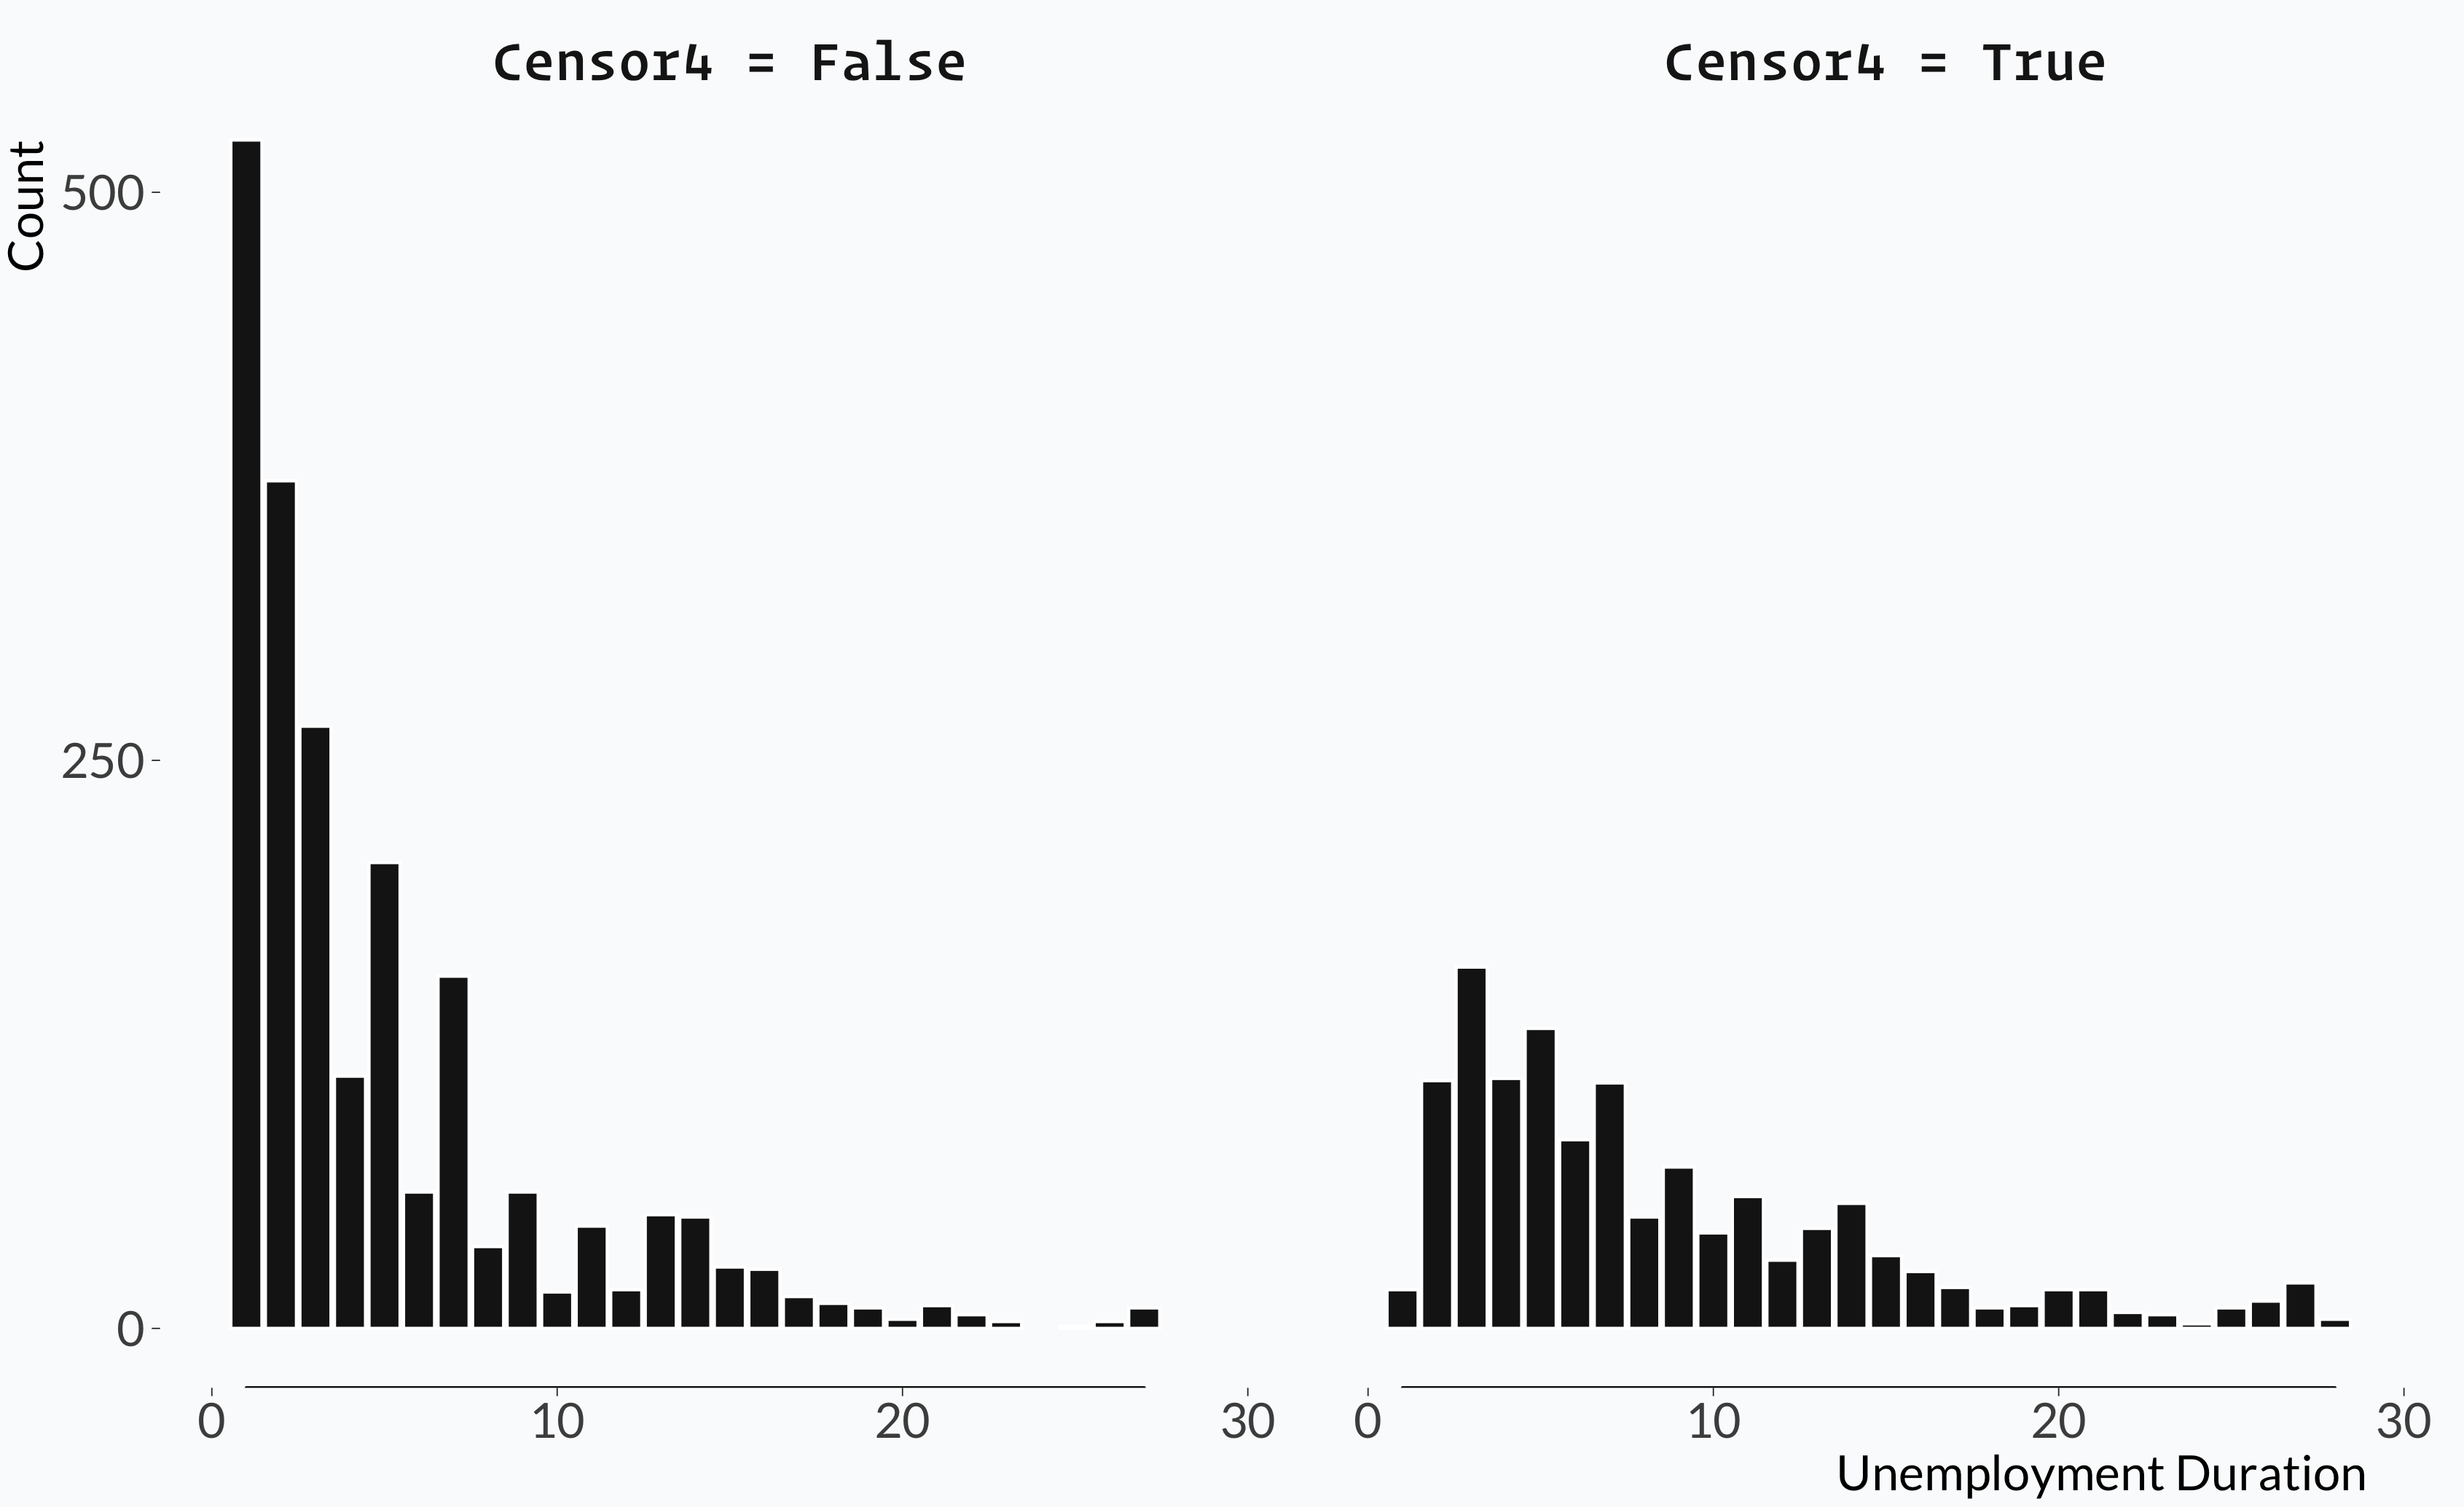 Censor4 = False
Censor4 = True
Count
500
250
0
0 10 20 30
0 10 20 30
Unemployment Duration